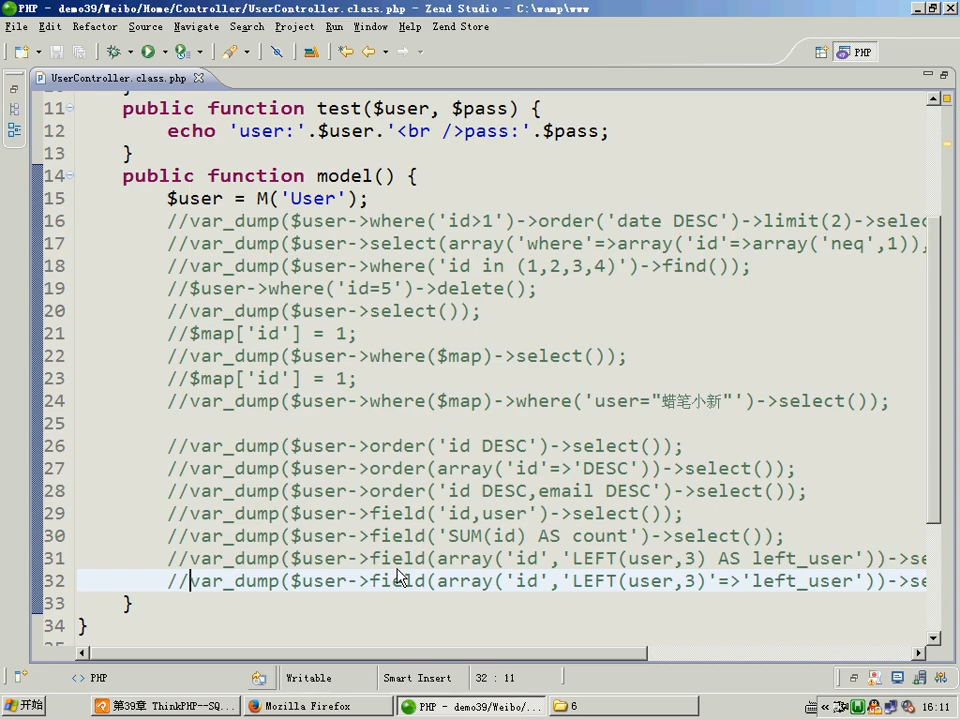 PHP - demo39/Weibo/Home/Controller/UserController.class.php - Zend Studio - C:\wamp\www
File Edit Refactor Source Navigate Search Project Run Window Help Zend Store
PHP
UserController.class.php
11 public function test($user, $pass) {
12 echo 'user:'.$user.'<br />pass:'.$pass;
13 }
14 public function model() {
15 $user = M('User');
16 //var_dump($user->where('id>1')->order('date DESC')->limit(2)->selec
17 //var_dump($user->select(array('where'=>array('id'=>array('neq',1)),
18 //var_dump($user->where('id in (1,2,3,4)')->find());
19 //$user->where('id=5')->delete();
20 //var_dump($user->select());
21 //$map['id'] = 1;
22 //var_dump($user->where($map)->select());
23 //$map['id'] = 1;
24 //var_dump($user->where($map)->where('user="蜡笔小新"')->select());
25
26 //var_dump($user->order('id DESC')->select());
27 //var_dump($user->order(array('id'=>'DESC'))->select());
28 //var_dump($user->order('id DESC,email DESC')->select());
29 //var_dump($user->field('id,user')->select());
30 //var_dump($user->field('SUM(id) AS count')->select());
31 //var_dump($user->field(array('id','LEFT(user,3) AS left_user'))->se
32 //var_dump($user->field(array('id','LEFT(user,3)'=>'left_user'))->se
33 }
34 }
<> PHP Writable Smart Insert 32 : 11
开始 第39章 ThinkPHP--SQ... Mozilla Firefox PHP - demo39/Weibo/... 6 16:11